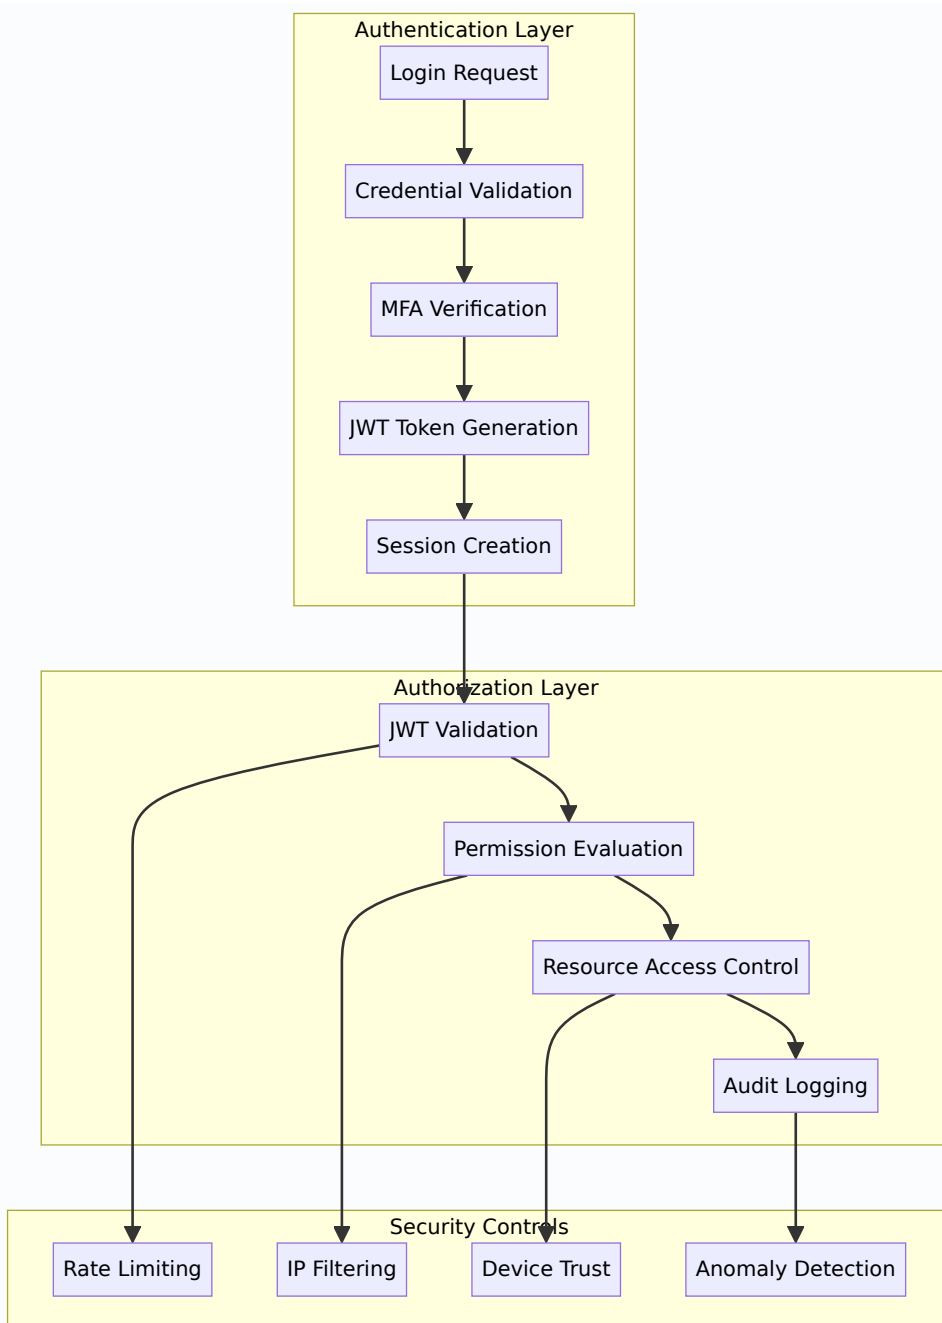 Authentication Layer
Login Request
Credential Validation
MFA Verification
JWT Token Generation
Session Creation
Authorization Layer
JWT Validation
Permission Evaluation
Resource Access Control
Audit Logging
Security Controls
Rate Limiting
IP Filtering
Device Trust
Anomaly Detection